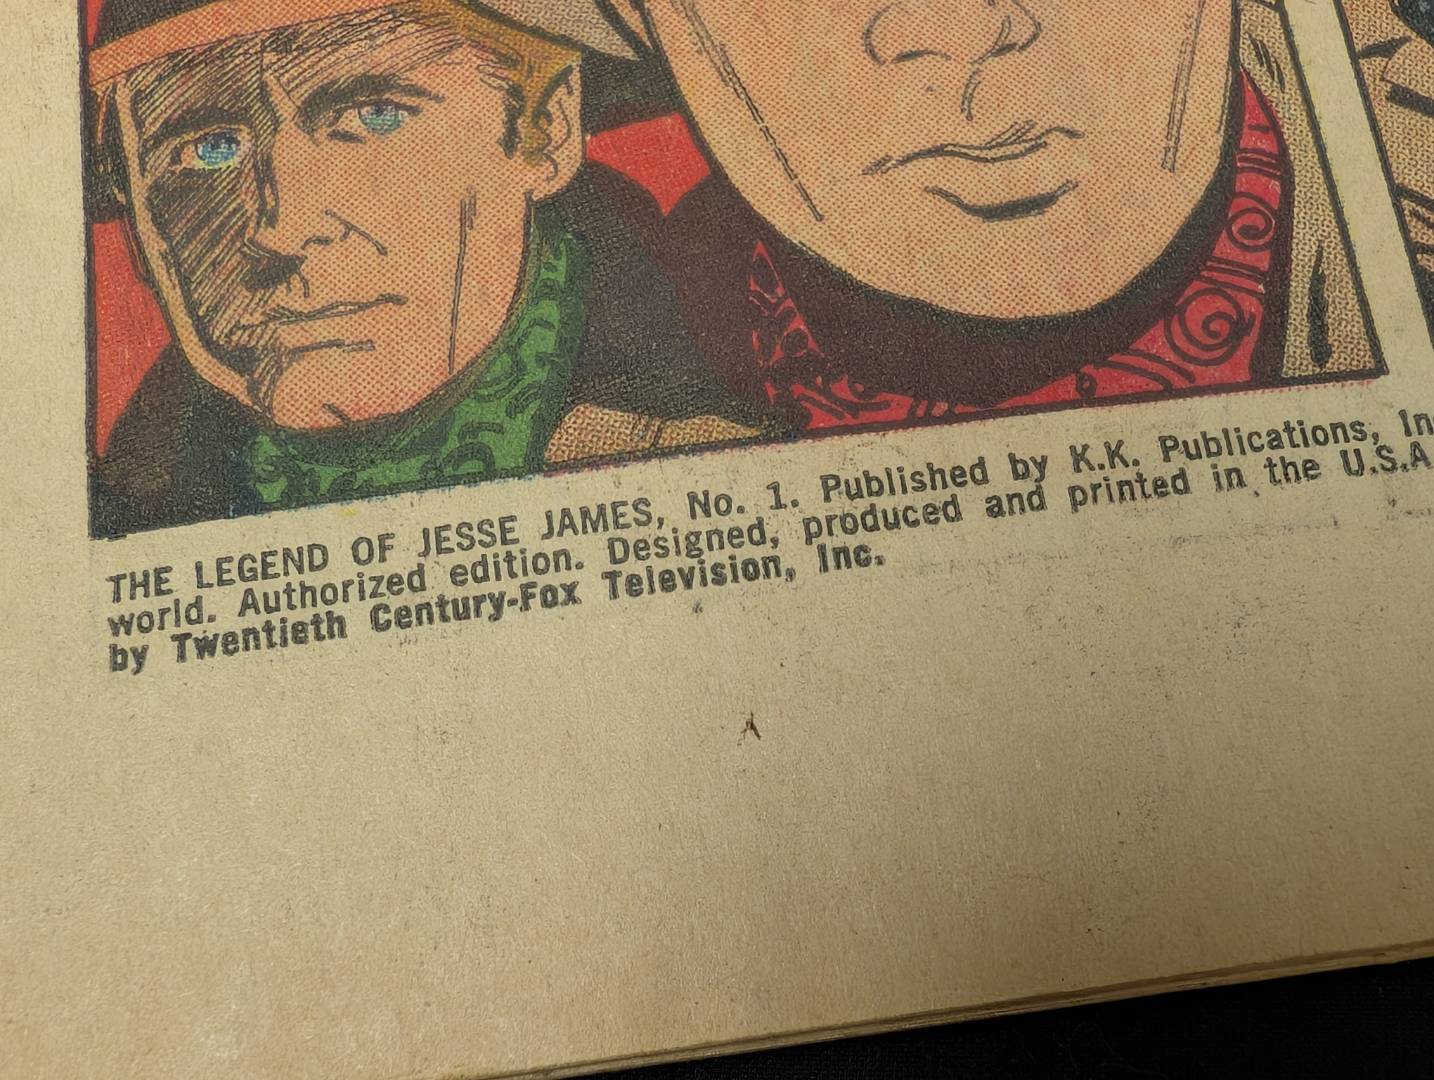 THE LEGEND OF JESSE JAMES, No. 1. Published by K.K. Publications, In
world. Authorized edition. Designed, produced and printed in the U.S.A
by Twentieth Century-Fox Television, Inc.